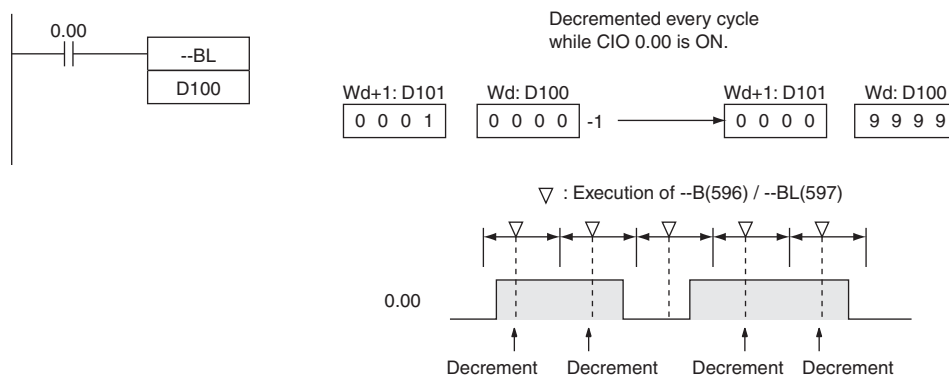 0.00
--BL
D100
Decremented every cycle
while CIO 0.00 is ON.
Wd+1: D101 Wd: D100 Wd+1: D101 Wd: D100
0 0 0 1 0 0 0 0 -1 0 0 0 0 9 9 9 9
: Execution of --B(596) / --BL(597)
0.00
Decrement Decrement Decrement Decrement